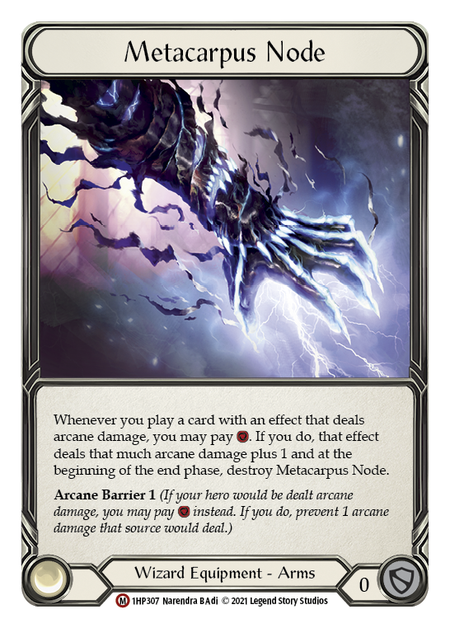 Metacarpus Node
Whenever you play a card with an effect that deals
arcane damage, you may pay . If you do, that effect
deals that much arcane damage plus 1 and at the
beginning of the end phase, destroy Metacarpus Node.
Arcane Barrier 1 (If your hero would be dealt arcane
damage, you may pay instead. If you do, prevent 1 arcane
damage that source would deal.)
Wizard Equipment - Arms
0
M 1HP307 Narendra B Adi © 2021 Legend Story Studios